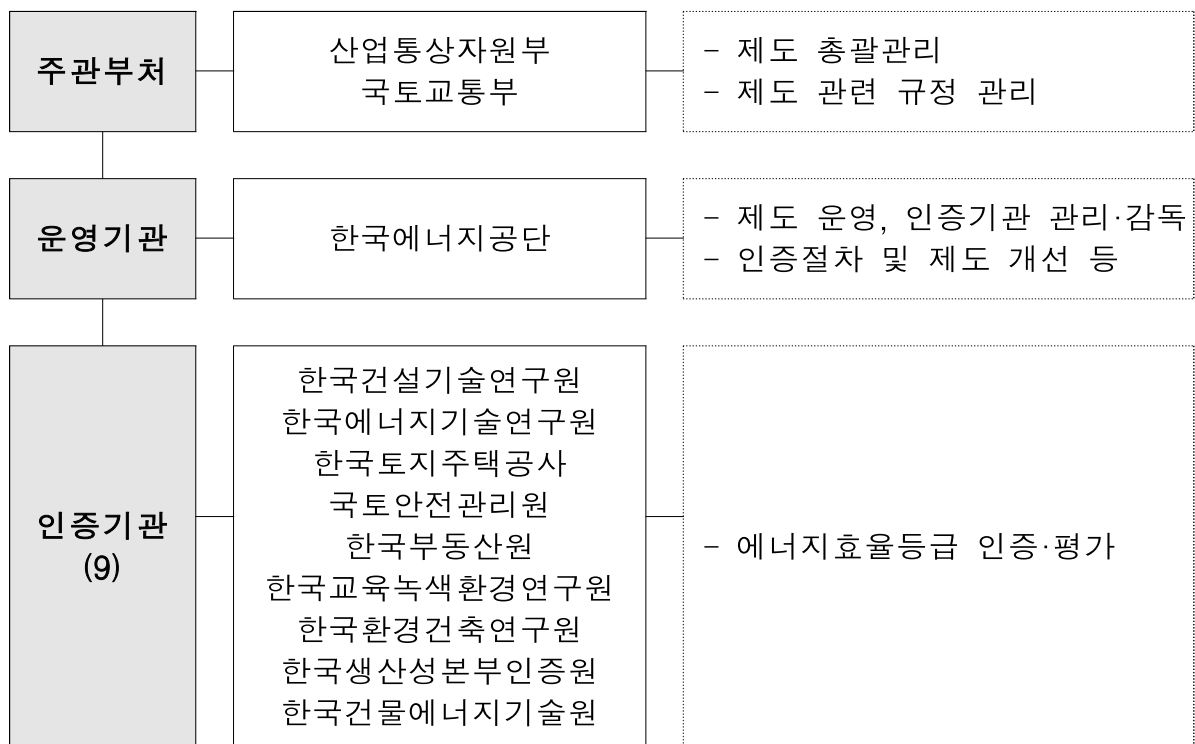 주관부처
산업통상자원부
국토교통부
- 제도 총괄관리
- 제도 관련 규정 관리
운영기관
한국에너지공단
- 제도 운영, 인증기관 관리·감독
- 인증절차 및 제도 개선 등
인증기관
(9)
한국건설기술연구원
한국에너지기술연구원
한국토지주택공사
국토안전관리원
한국부동산원
한국교육녹색환경연구원
한국환경건축연구원
한국생산성본부인증원
한국건물에너지기술원
- 에너지효율등급 인증·평가